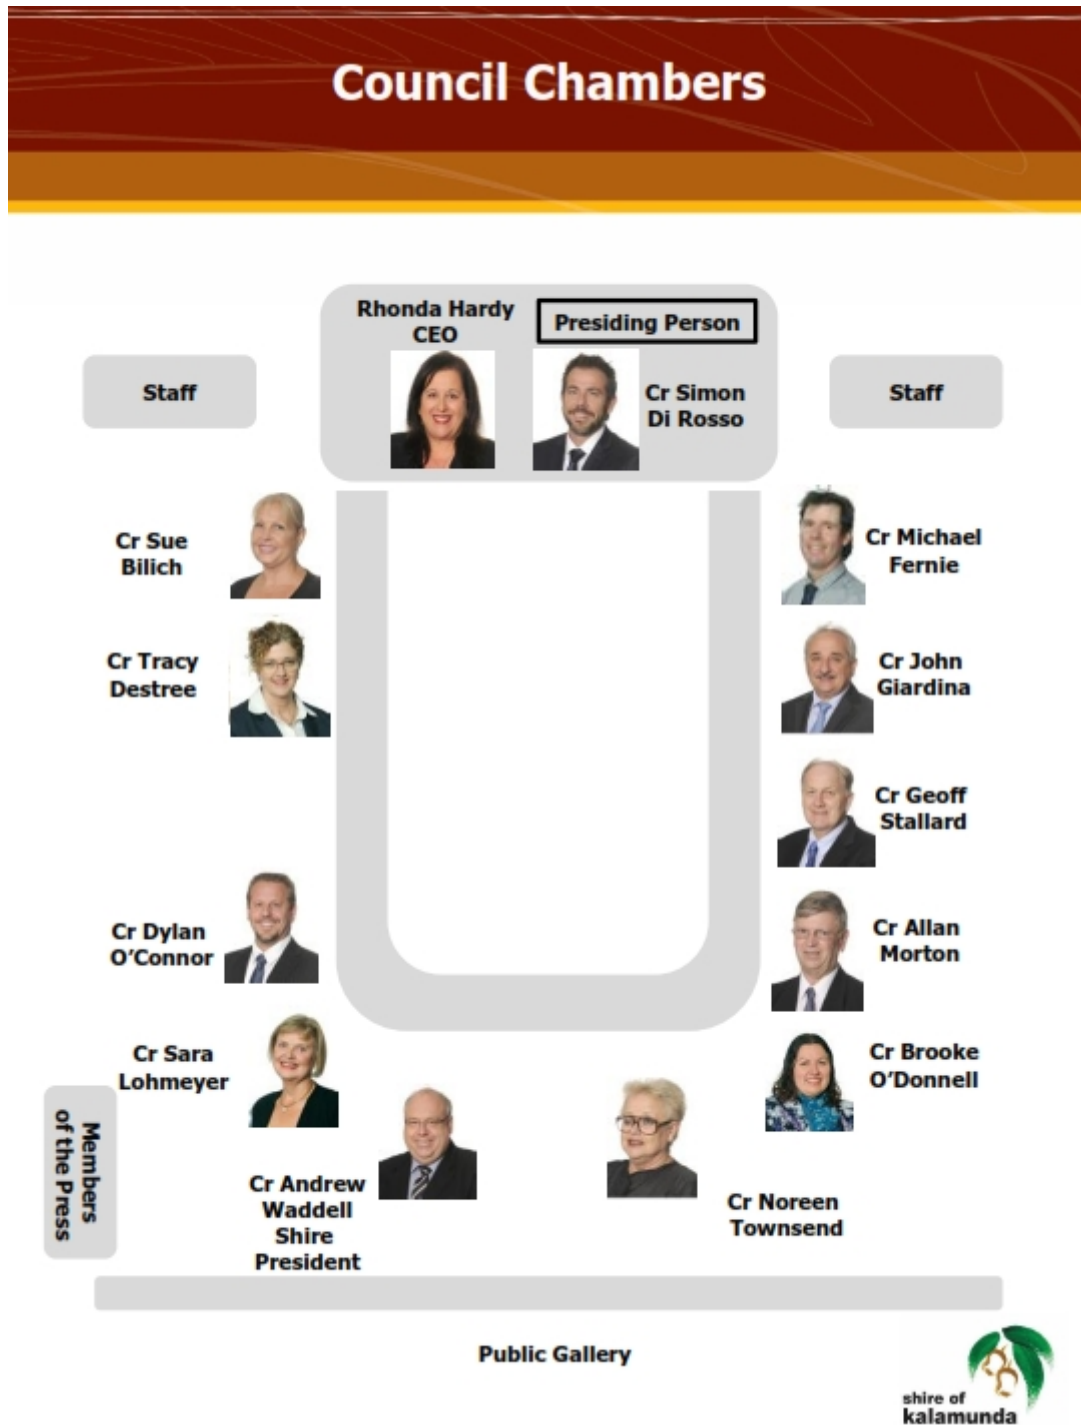 Council Chambers
Rhonda Hardy
CEO
Presiding Person
Cr Simon
Di Rosso
Staff
Staff
Cr Sue
Bilich
Cr Michael
Fernie
Cr Tracy
Destree
Cr John
Giardina
Cr Geoff
Stallard
Cr Dylan
O'Connor
Cr Allan
Morton
Cr Sara
Lohmeyer
Cr Brooke
O'Donnell
Members
of the Press
Cr Andrew
Waddell
Shire
President
Cr Noreen
Townsend
Public Gallery
shire of
kalamunda